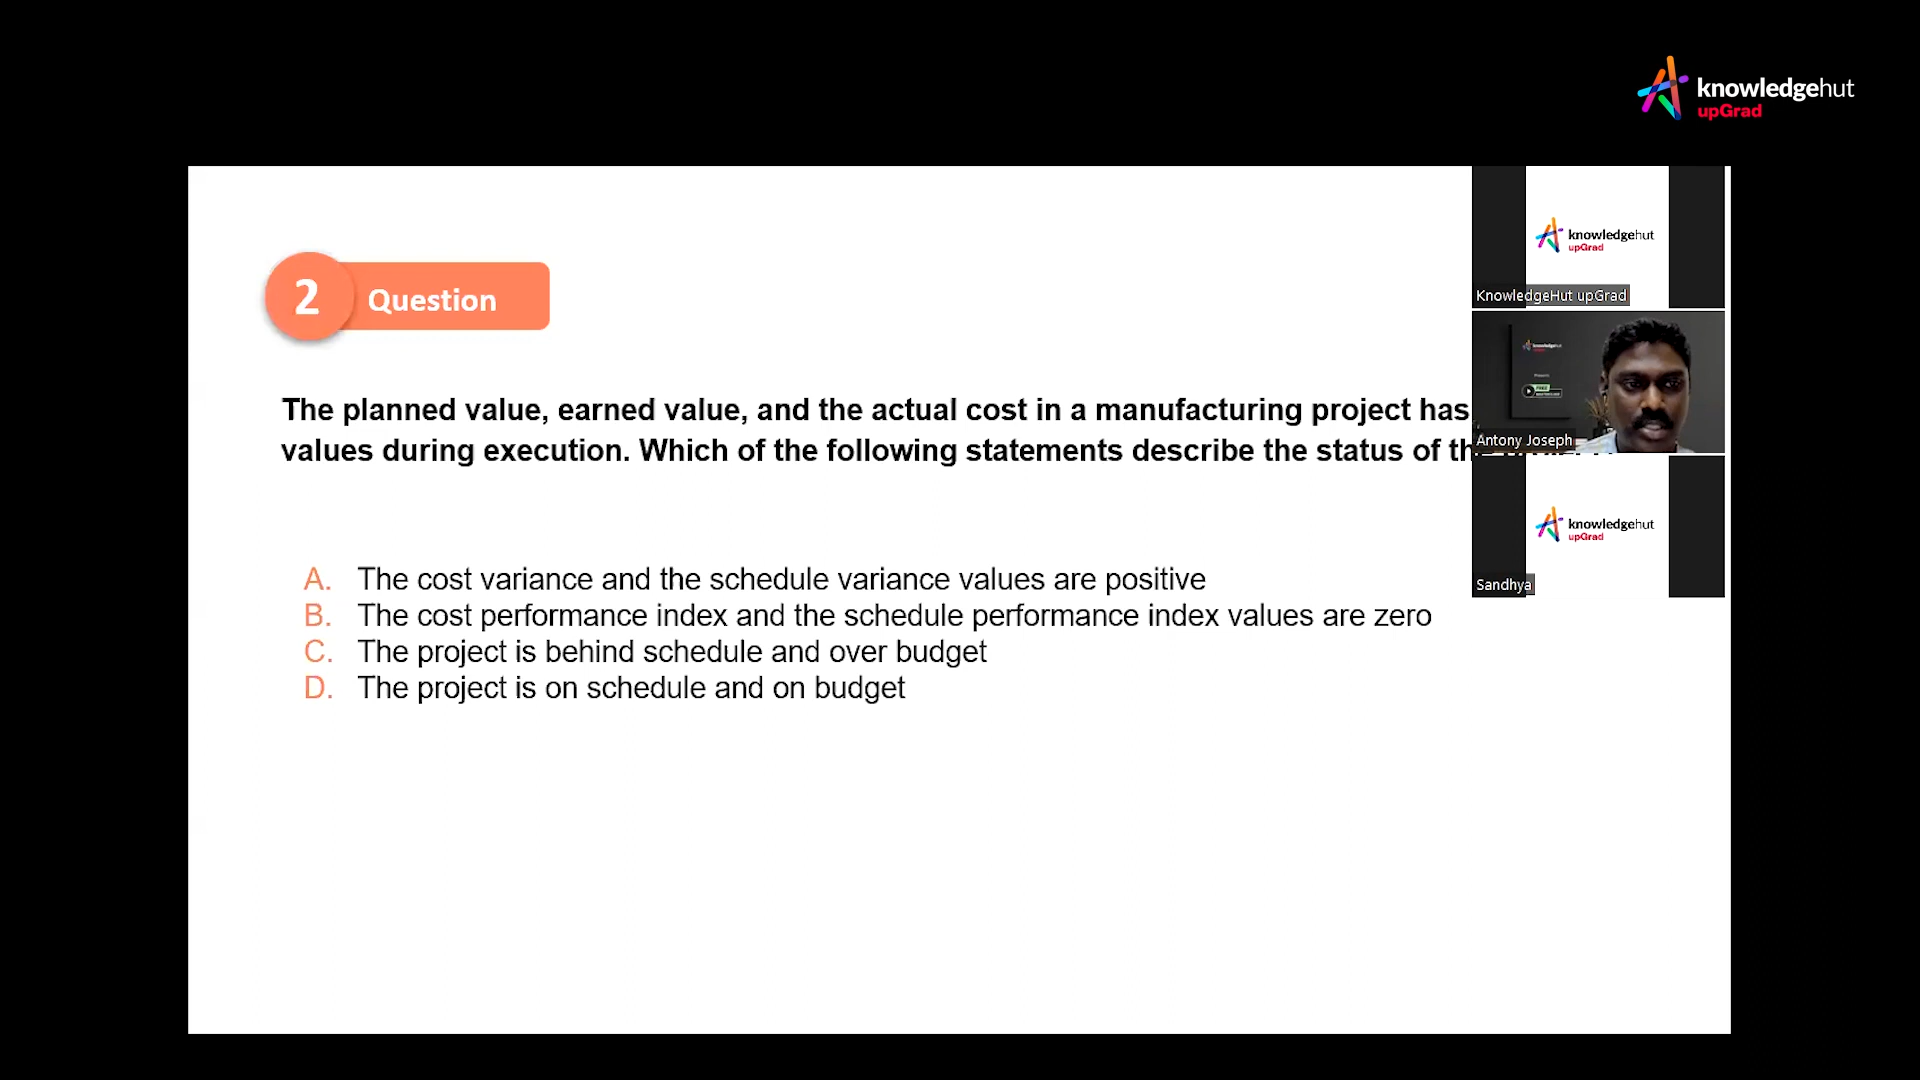 knowledgehut
upGrad
knowledgehut
upGrad
KnowledgeHut upGrad
2 Question
The planned value, earned value, and the actual cost in a manufacturing project has
values during execution. Which of the following statements describe the status of
Antony Joseph
knowledgehut
upGrad
Sandhya
A. The cost variance and the schedule variance values are positive
B. The cost performance index and the schedule performance index values are zero
C. The project is behind schedule and over budget
D. The project is on schedule and on budget